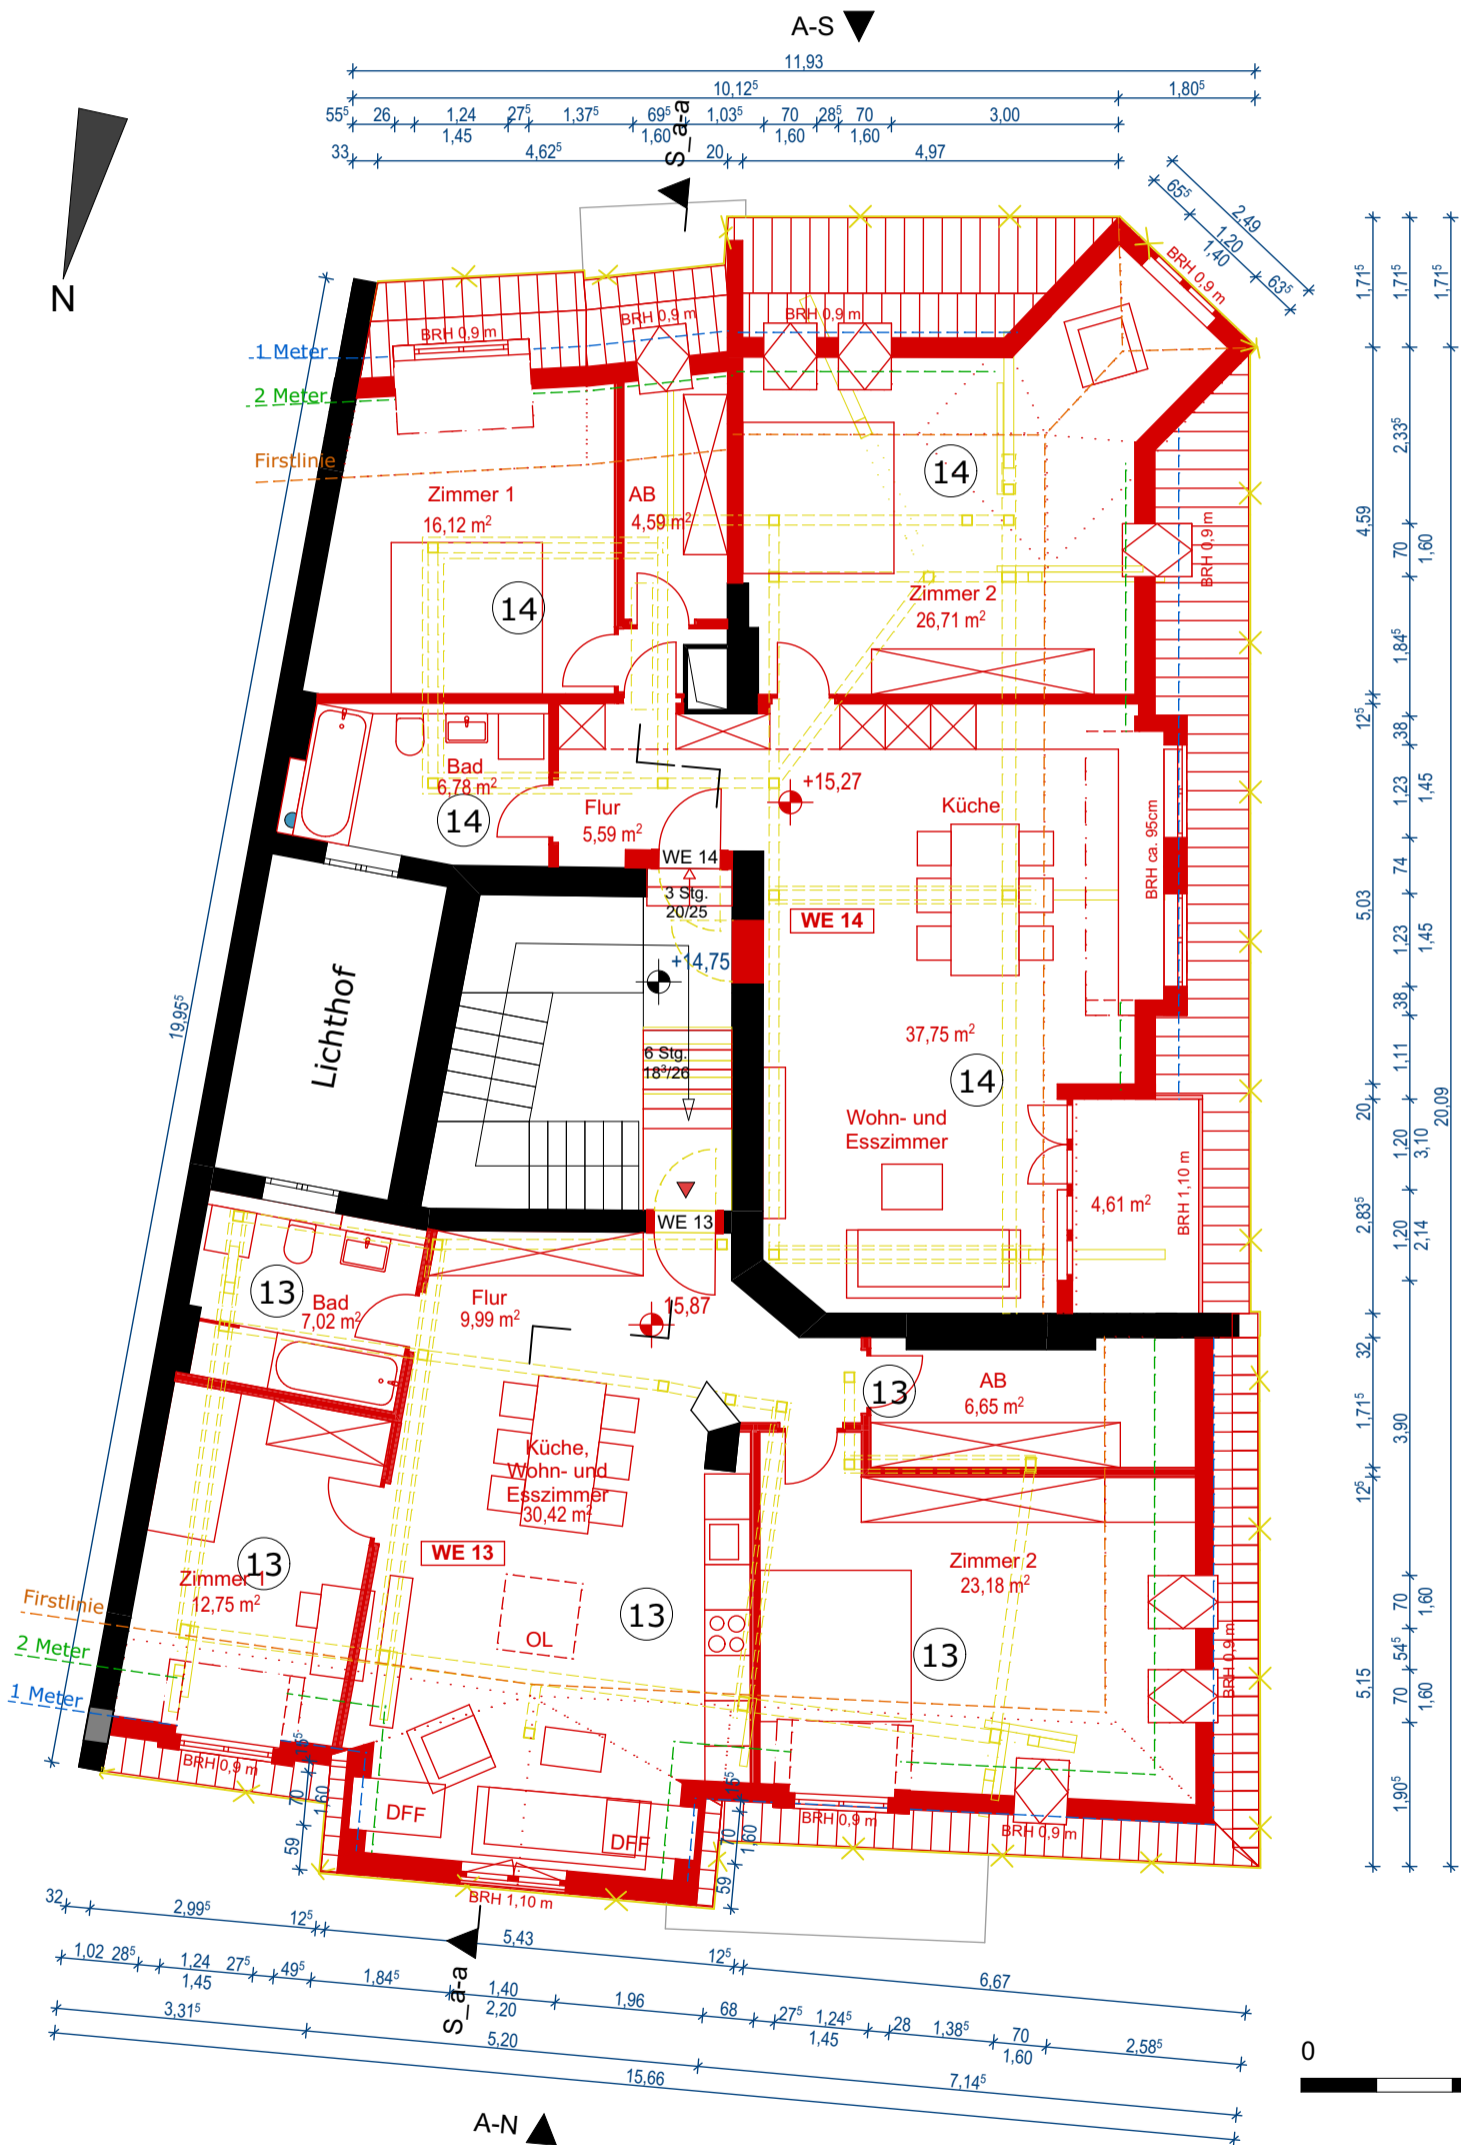 A-S
11,93
10,12⁵
1,80⁵
55⁵ 26 1,24 27⁵ 1,37⁵ 69⁵ 1,03⁵ 70 28⁵ 70 3,00
1,45 1,60 1,60 1,60
33 4,62⁵ 20 4,97
S_a-a
N
65⁵ 2,49
1,20
1,40
63⁵
BRH 0,9 m
BRH 0,9 m
BRH 0,9 m
BRH 0,9 m
1 Meter
2 Meter
Firstlinie
Zimmer 1
16,12 m²
AB
4,59 m²
14
14
Zimmer 2
26,71 m²
BRH 0,9 m
Bad
6,78 m²
14
Flur
5,59 m²
+15,27
Küche
BRH ca. 95cm
WE 14
3 Stg.
20/25
WE 14
+14,75
Lichthof
19,95⁵
6 Stg.
18³/26
37,75 m²
14
Wohn- und
Esszimmer
4,61 m²
BRH 1,10 m
WE 13
13
Bad
7,02 m²
Flur
9,99 m²
15,87
13
AB
6,65 m²
Küche,
Wohn- und
Esszimmer
30,42 m²
WE 13
13
Zimmer 1
12,75 m²
OL
13
Zimmer 2
23,18 m²
13
Firstlinie
2 Meter
1 Meter
BRH 0,9 m
DFF
DFF
BRH 1,10 m
BRH 0,9 m
BRH 0,9 m
BRH 0,9 m
15⁵
70
1,60
59
15⁵
70
1,60
59
1,71⁵ 1,71⁵ 1,71⁵
2,33⁵
4,59 70 1,60
1,84⁵
12⁵ 38
1,23 1,45
74
5,03
1,23 1,45
38
1,11
20
1,20 3,10
20,09
2,83⁵ 1,20 2,14
32
1,71⁵ 3,90
12⁵
70 1,60
54⁵
5,15 70 1,60
1,90⁵
32 2,99⁵ 12⁵ 5,43 12⁵ 6,67
1,02 28⁵ 1,24 27⁵ 49⁵ 1,84⁵ 1,40 1,96 68 27⁵ 1,24⁵ 28 1,38⁵ 70 2,58⁵
1,45 2,20 1,45 1,60
3,31⁵ 5,20 7,14⁵
15,66
S_a-a
A-N
0